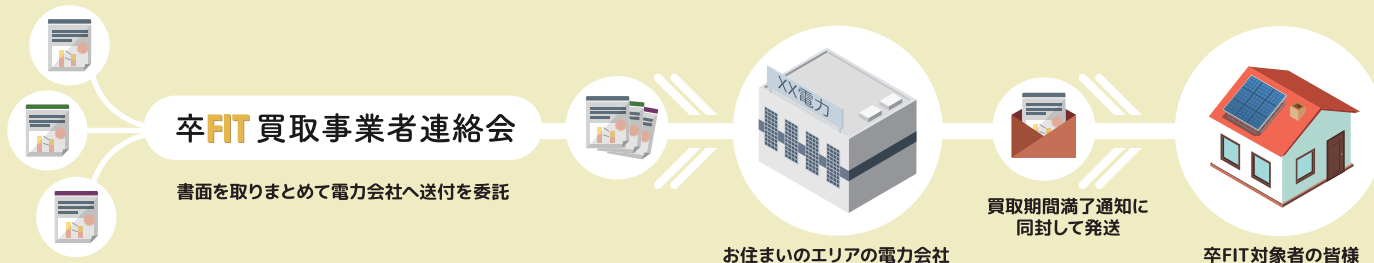 卒FIT買取事業者連絡会
書面を取りまとめて電力会社へ送付を委託
XX電力
お住まいのエリアの電力会社
買取期間満了通知に
同封して発送
卒FIT対象者の皆様